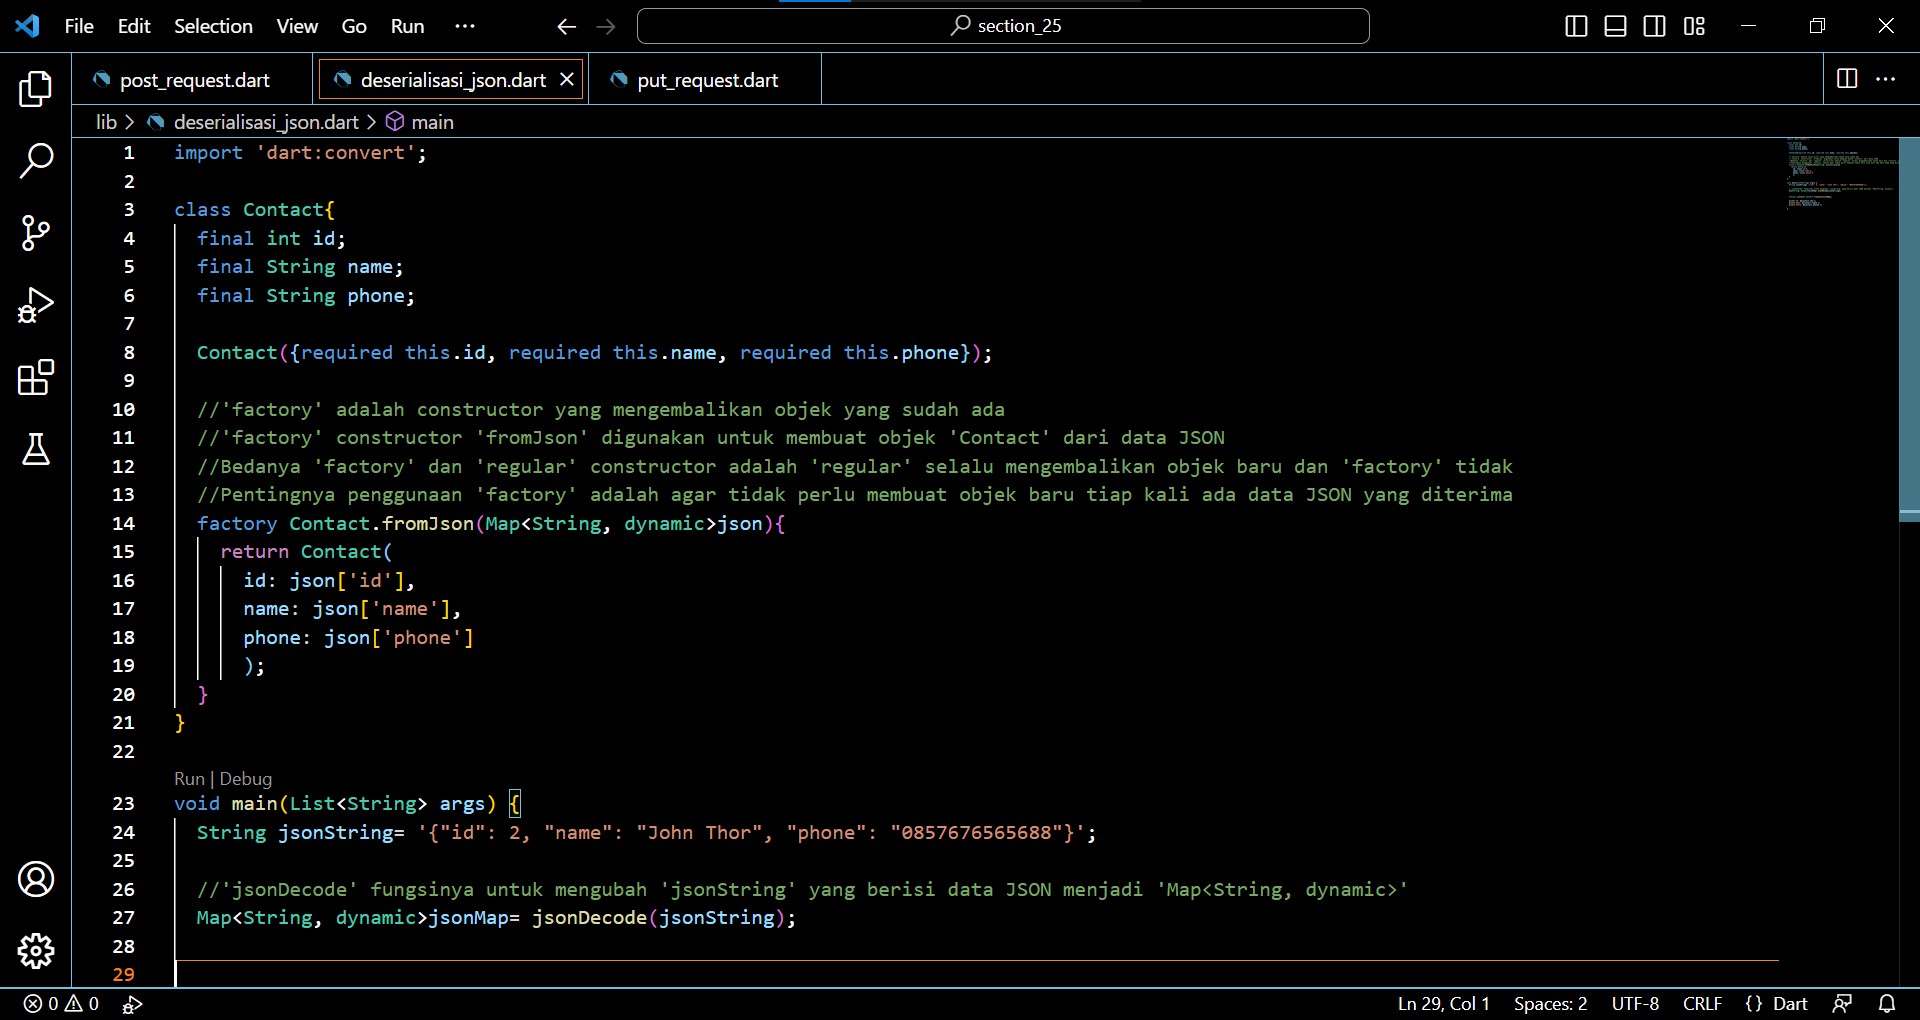 File Edit Selection View Go Run ··· section_25
post_request.dart deserialisasi_json.dart put_request.dart
lib > deserialisasi_json.dart > main
1 import 'dart:convert';
2
3 class Contact{
4 final int id;
5 final String name;
6 final String phone;
7
8 Contact({required this.id, required this.name, required this.phone});
9
10 //'factory' adalah constructor yang mengembalikan objek yang sudah ada
11 //'factory' constructor 'fromJson' digunakan untuk membuat objek 'Contact' dari data JSON
12 //Bedanya 'factory' dan 'regular' constructor adalah 'regular' selalu mengembalikan objek baru dan 'factory' tidak
13 //Pentingnya penggunaan 'factory' adalah agar tidak perlu membuat objek baru tiap kali ada data JSON yang diterima
14 factory Contact.fromJson(Map<String, dynamic>json){
15 return Contact(
16 id: json['id'],
17 name: json['name'],
18 phone: json['phone']
19 );
20 }
21 }
22
Run | Debug
23 void main(List<String> args) {
24 String jsonString= '{"id": 2, "name": "John Thor", "phone": "0857676565688"}';
25
26 //'jsonDecode' fungsinya untuk mengubah 'jsonString' yang berisi data JSON menjadi 'Map<String, dynamic>'
27 Map<String, dynamic>jsonMap= jsonDecode(jsonString);
28
29
0 0 Ln 29, Col 1 Spaces: 2 UTF-8 CRLF {} Dart